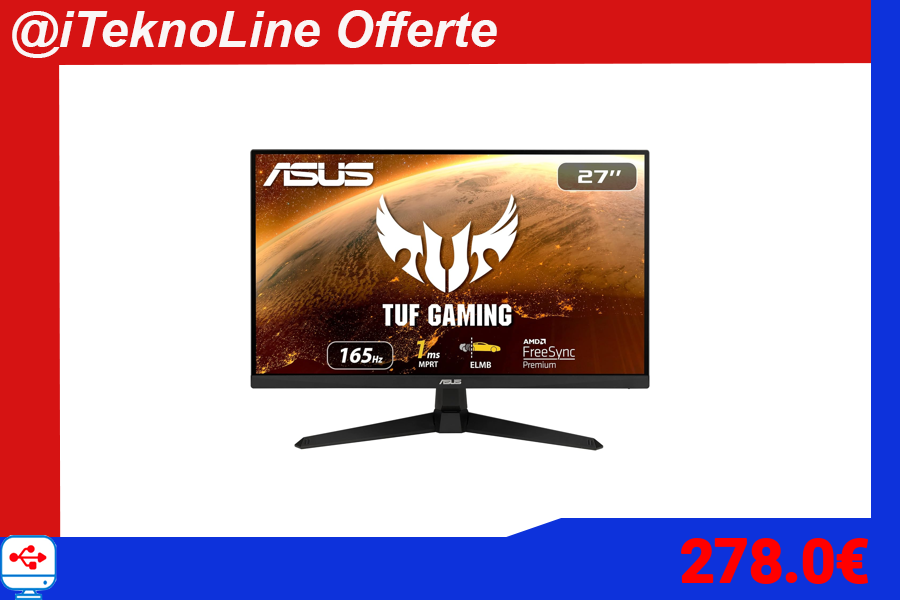 @iTeknoLine Offerte
ASUS
27"
TUF GAMING
165Hz
1ms
MPRT
ELMB
AMD
FreeSync
Premium
ASUS
278.0€